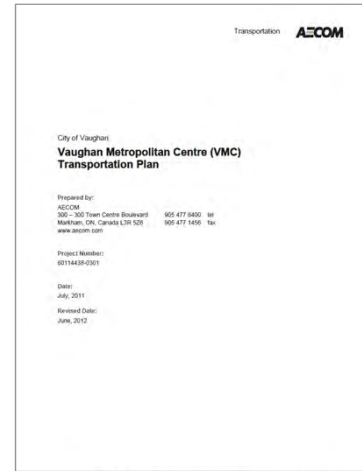 Transportation AECOM
City of Vaughan
Vaughan Metropolitan Centre (VMC)
Transportation Plan
Prepared by:
AECOM
300 – 300 Town Centre Boulevard 905 477 8400 tel
Markham, ON, Canada L3R 5Z6 905 477 1456 fax
www.aecom.com
Project Number:
60114438-0301
Date:
July, 2011
Revised Date:
June, 2012